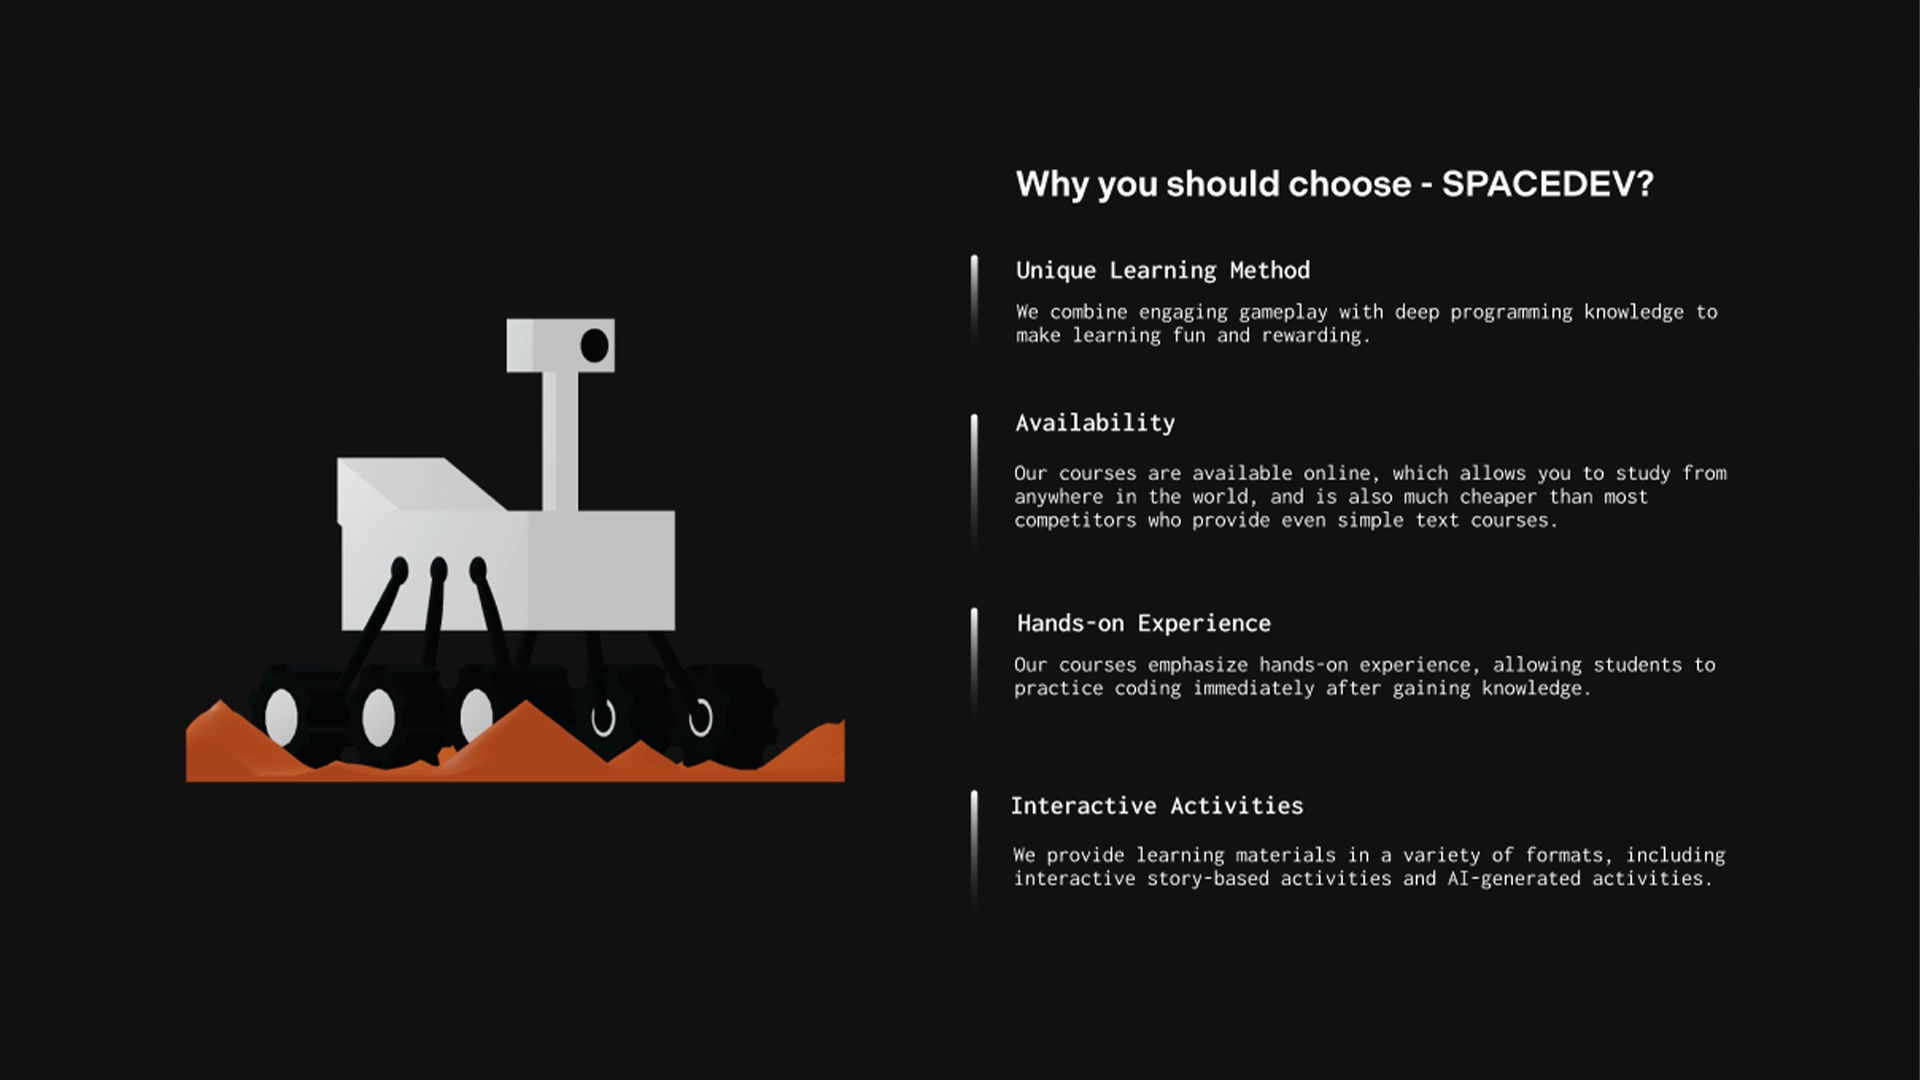 Why you should choose - SPACEDEV?
Unique Learning Method
We combine engaging gameplay with deep programming knowledge to
make learning fun and rewarding.
Availability
Our courses are available online, which allows you to study from
anywhere in the world, and is also much cheaper than most
competitors who provide even simple text courses.
Hands-on Experience
Our courses emphasize hands-on experience, allowing students to
practice coding immediately after gaining knowledge.
Interactive Activities
We provide learning materials in a variety of formats, including
interactive story-based activities and AI-generated activities.